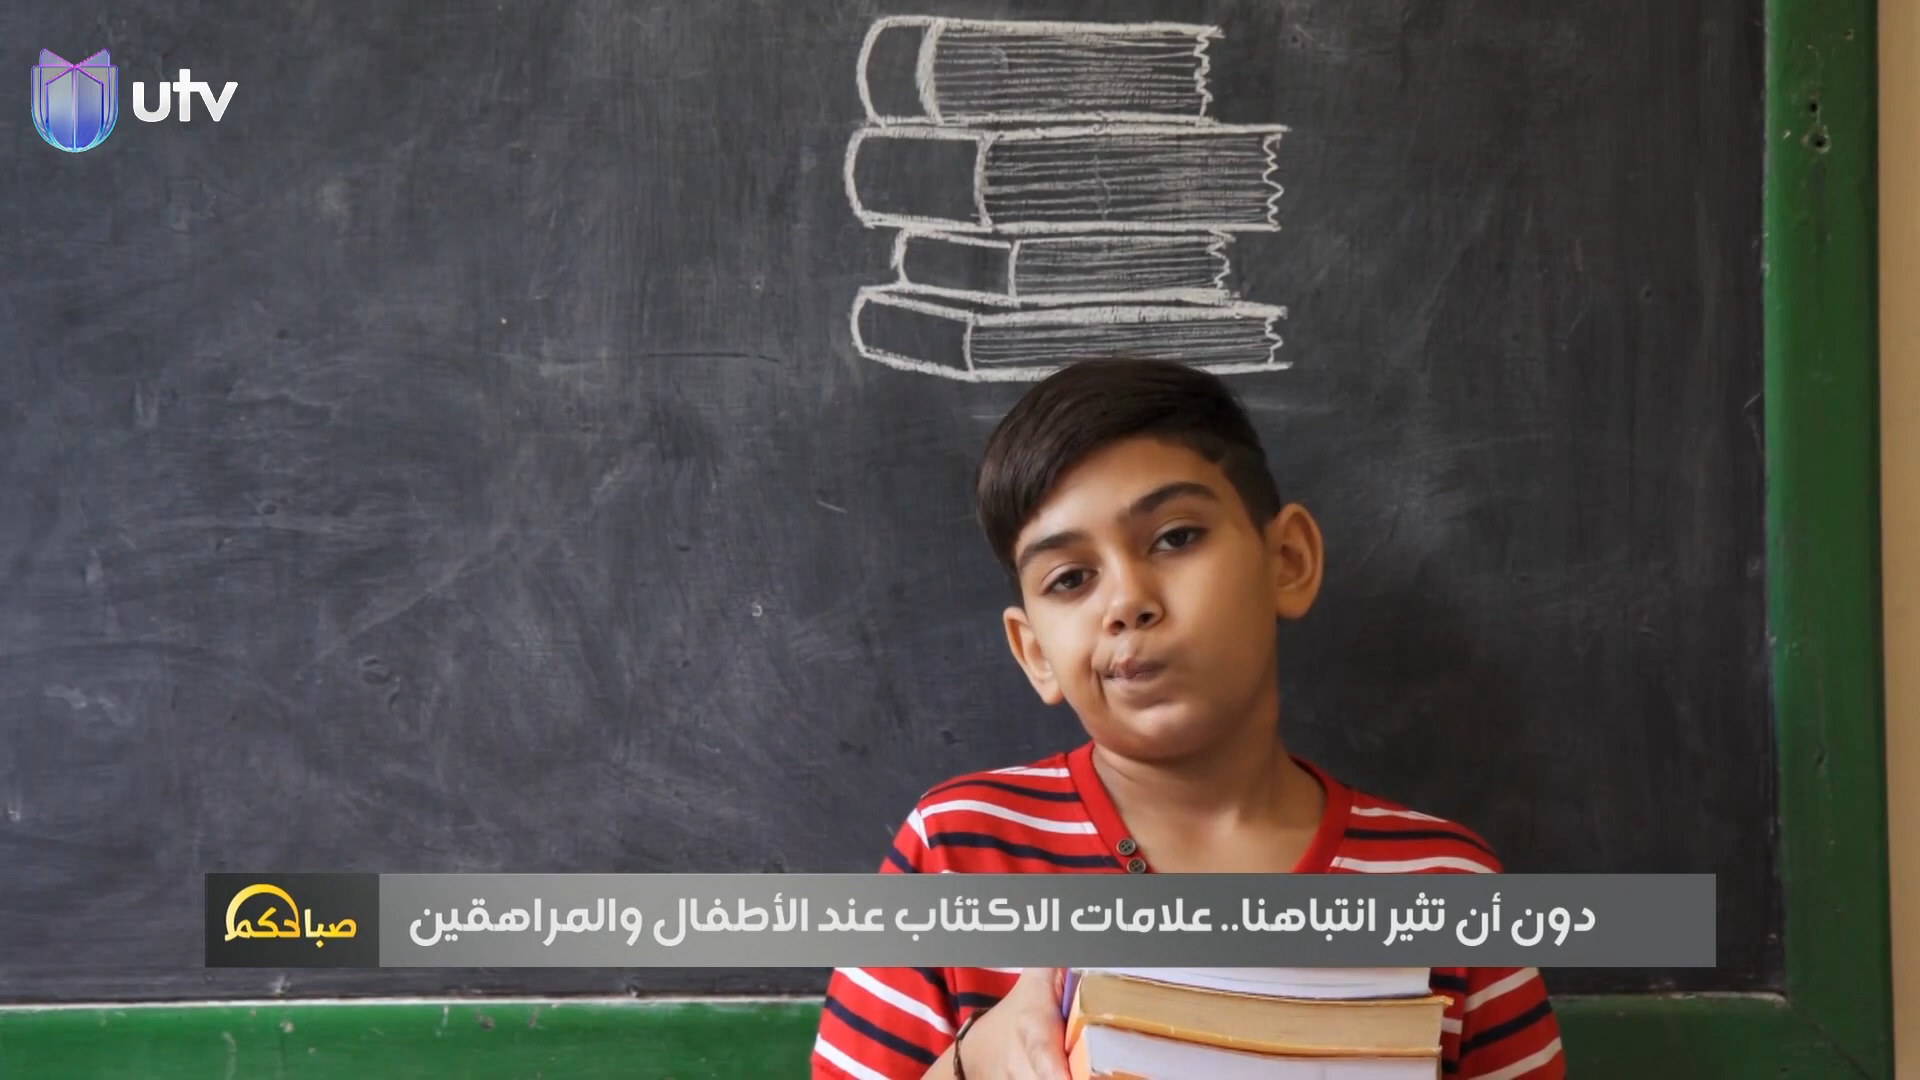 utv
دون أن تثير انتباهنا.. علامات الاكتئاب عند الأطفال والمراهقين
صباحكم